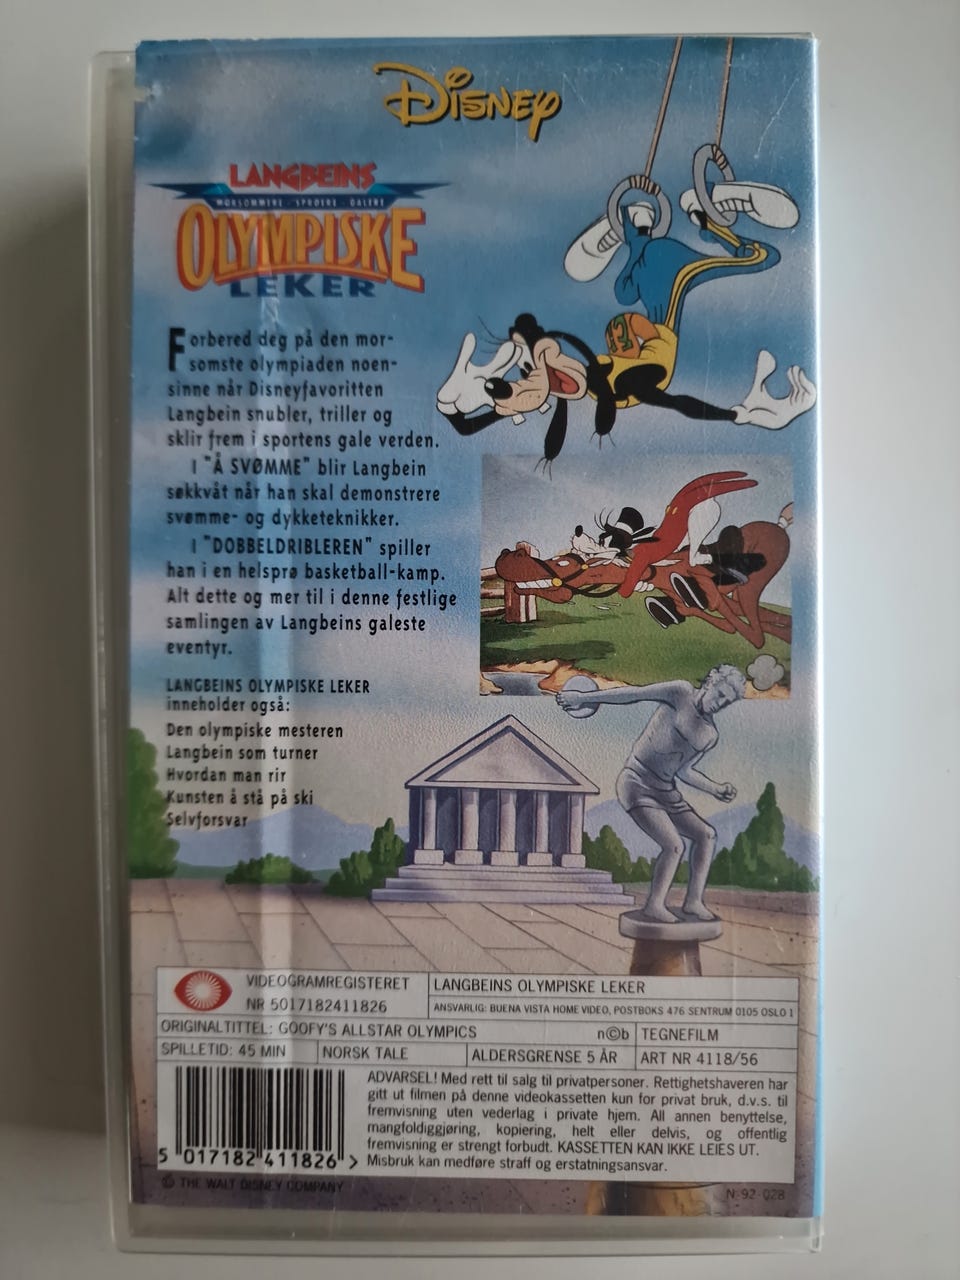 DISNEY
LANGBEINS
MORSOMMERE - SPRØERE - GALERE
OLYMPISKE
LEKER
Forbered deg på den mor-
somste olympiaden noen-
sinne når Disneyfavoritten
Langbein snubler, triller og
sklir frem i sportens gale verden.
I "Å SVØMME" blir Langbein
søkkvåt når han skal demonstrere
svømme- og dykketeknikker.
I "DOBBELDRIBLEREN" spiller
han i en helsprø basketball-kamp.
Alt dette og mer til i denne festlige
samlingen av Langbeins galeste
eventyr.
LANGBEINS OLYMPISKE LEKER
inneholder også:
Den olympiske mesteren
Langbein som turner
Hvordan man rir
Kunsten å stå på ski
Selvforsvar
VIDEOGRAMREGISTERET
NR 5017182411826
LANGBEINS OLYMPISKE LEKER
ANSVARLIG: BUENA VISTA HOME VIDEO, POSTBOKS 476 SENTRUM 0105 OSLO 1
ORIGINALTITTEL: GOOFY'S ALLSTAR OLYMPICS n©b TEGNEFILM
SPILLETID: 45 MIN NORSK TALE ALDERSGRENSE 5 ÅR ART NR 4118/56
ADVARSEL! Med rett til salg til privatpersoner. Rettighetshaveren har
gitt ut filmen på denne videokassetten kun for privat bruk, d.v.s. til
fremvisning uten vederlag i private hjem. All annen benyttelse,
mangfoldiggjøring, kopiering, helt eller delvis, og offentlig
fremvisning er strengt forbudt. KASSETTEN KAN IKKE LEIES UT.
Misbruk kan medføre straff og erstatningsansvar.
5 017182 411826 >
© THE WALT DISNEY COMPANY
N-92-028